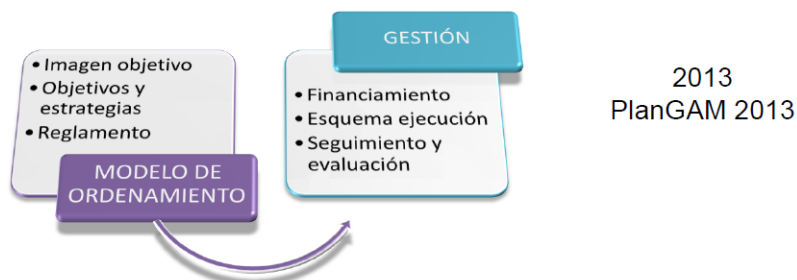 • Imagen objetivo
• Objetivos y
estrategias
• Reglamento
MODELO DE
ORDENAMIENTO
GESTIÓN
• Financiamiento
• Esquema ejecución
• Seguimiento y
evaluación
2013
PlanGAM 2013